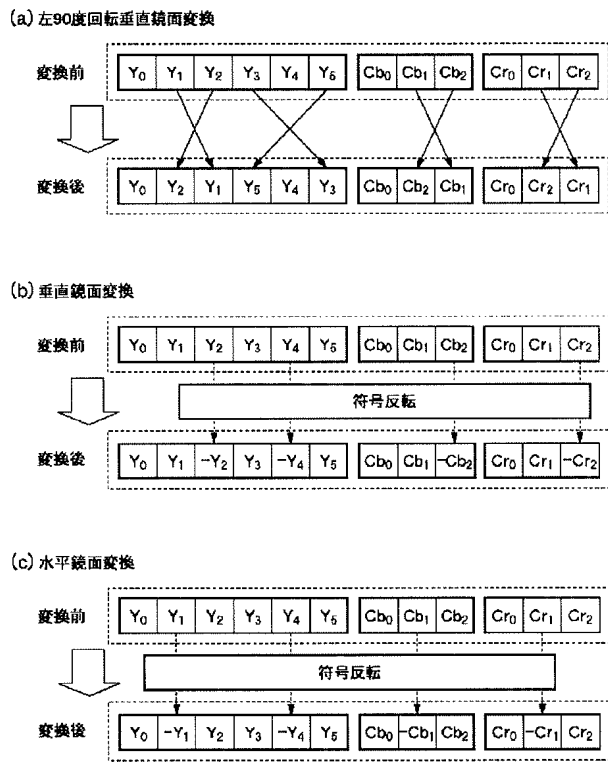 (a) 左90度回転垂直鏡面変換
変換前 Y0 Y1 Y2 Y3 Y4 Y5 Cb0 Cb1 Cb2 Cr0 Cr1 Cr2
変換後 Y0 Y2 Y1 Y5 Y4 Y3 Cb0 Cb2 Cb1 Cr0 Cr2 Cr1
(b) 垂直鏡面変換
変換前 Y0 Y1 Y2 Y3 Y4 Y5 Cb0 Cb1 Cb2 Cr0 Cr1 Cr2
符号反転
変換後 Y0 Y1 -Y2 Y3 -Y4 Y5 Cb0 Cb1 -Cb2 Cr0 Cr1 -Cr2
(c) 水平鏡面変換
変換前 Y0 Y1 Y2 Y3 Y4 Y5 Cb0 Cb1 Cb2 Cr0 Cr1 Cr2
符号反転
変換後 Y0 -Y1 Y2 Y3 -Y4 Y5 Cb0 -Cb1 Cb2 Cr0 -Cr1 Cr2